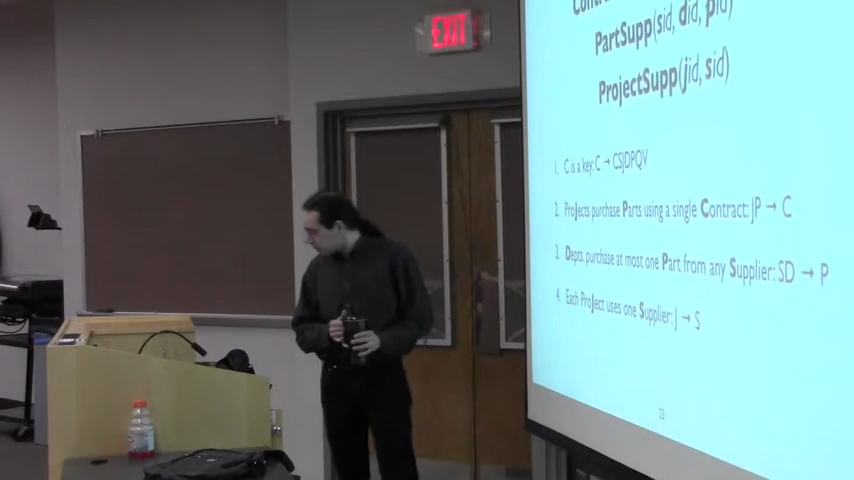 EXIT
Contra
PartSupp(sid, did, pid)
ProjectSupp(jid, sid)
1. C is a key: C → CSJDPQV
2. ProJects purchase Parts using a single Contract: JP → C
3. Depts. purchase at most one Part from any Supplier: SD → P
4. Each ProJect uses one Supplier: J → S
23